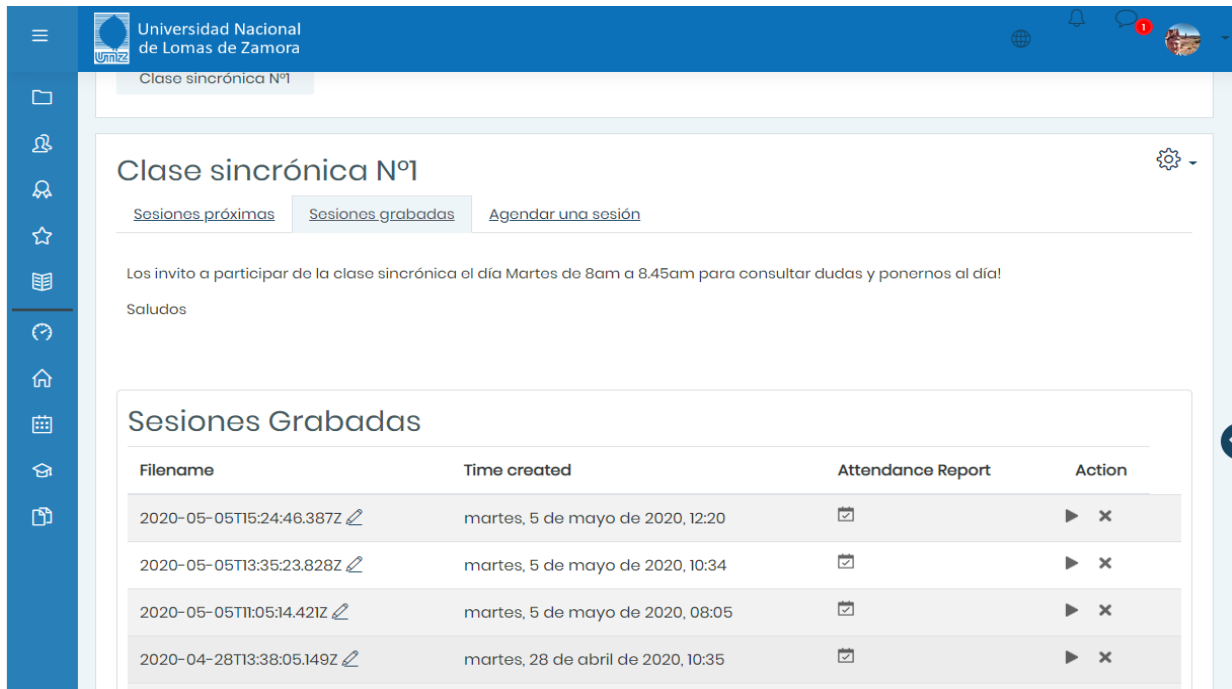 Universidad Nacional
de Lomas de Zamora
Unlz
1
Clase sincrónica Nº1
Clase sincrónica Nº1
Sesiones próximas Sesiones grabadas Agendar una sesión
Los invito a participar de la clase sincrónica el día Martes de 8am a 8.45am para consultar dudas y ponernos al día!
Saludos
Sesiones Grabadas
Filename Time created Attendance Report Action
2020-05-05T15:24:46.387Z martes, 5 de mayo de 2020, 12:20
2020-05-05T13:35:23.828Z martes, 5 de mayo de 2020, 10:34
2020-05-05T11:05:14.421Z martes, 5 de mayo de 2020, 08:05
2020-04-28T13:38:05.149Z martes, 28 de abril de 2020, 10:35